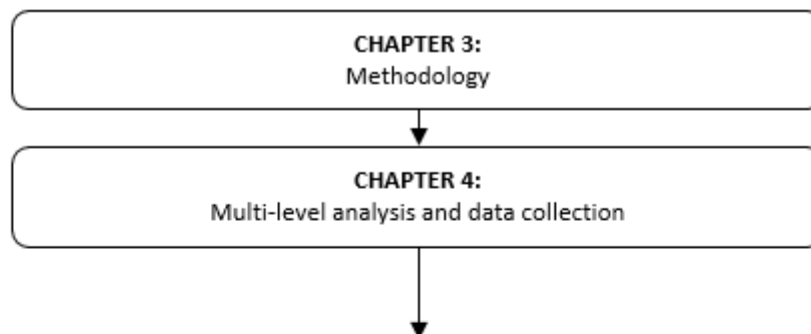 CHAPTER 3:
Methodology
CHAPTER 4:
Multi-level analysis and data collection